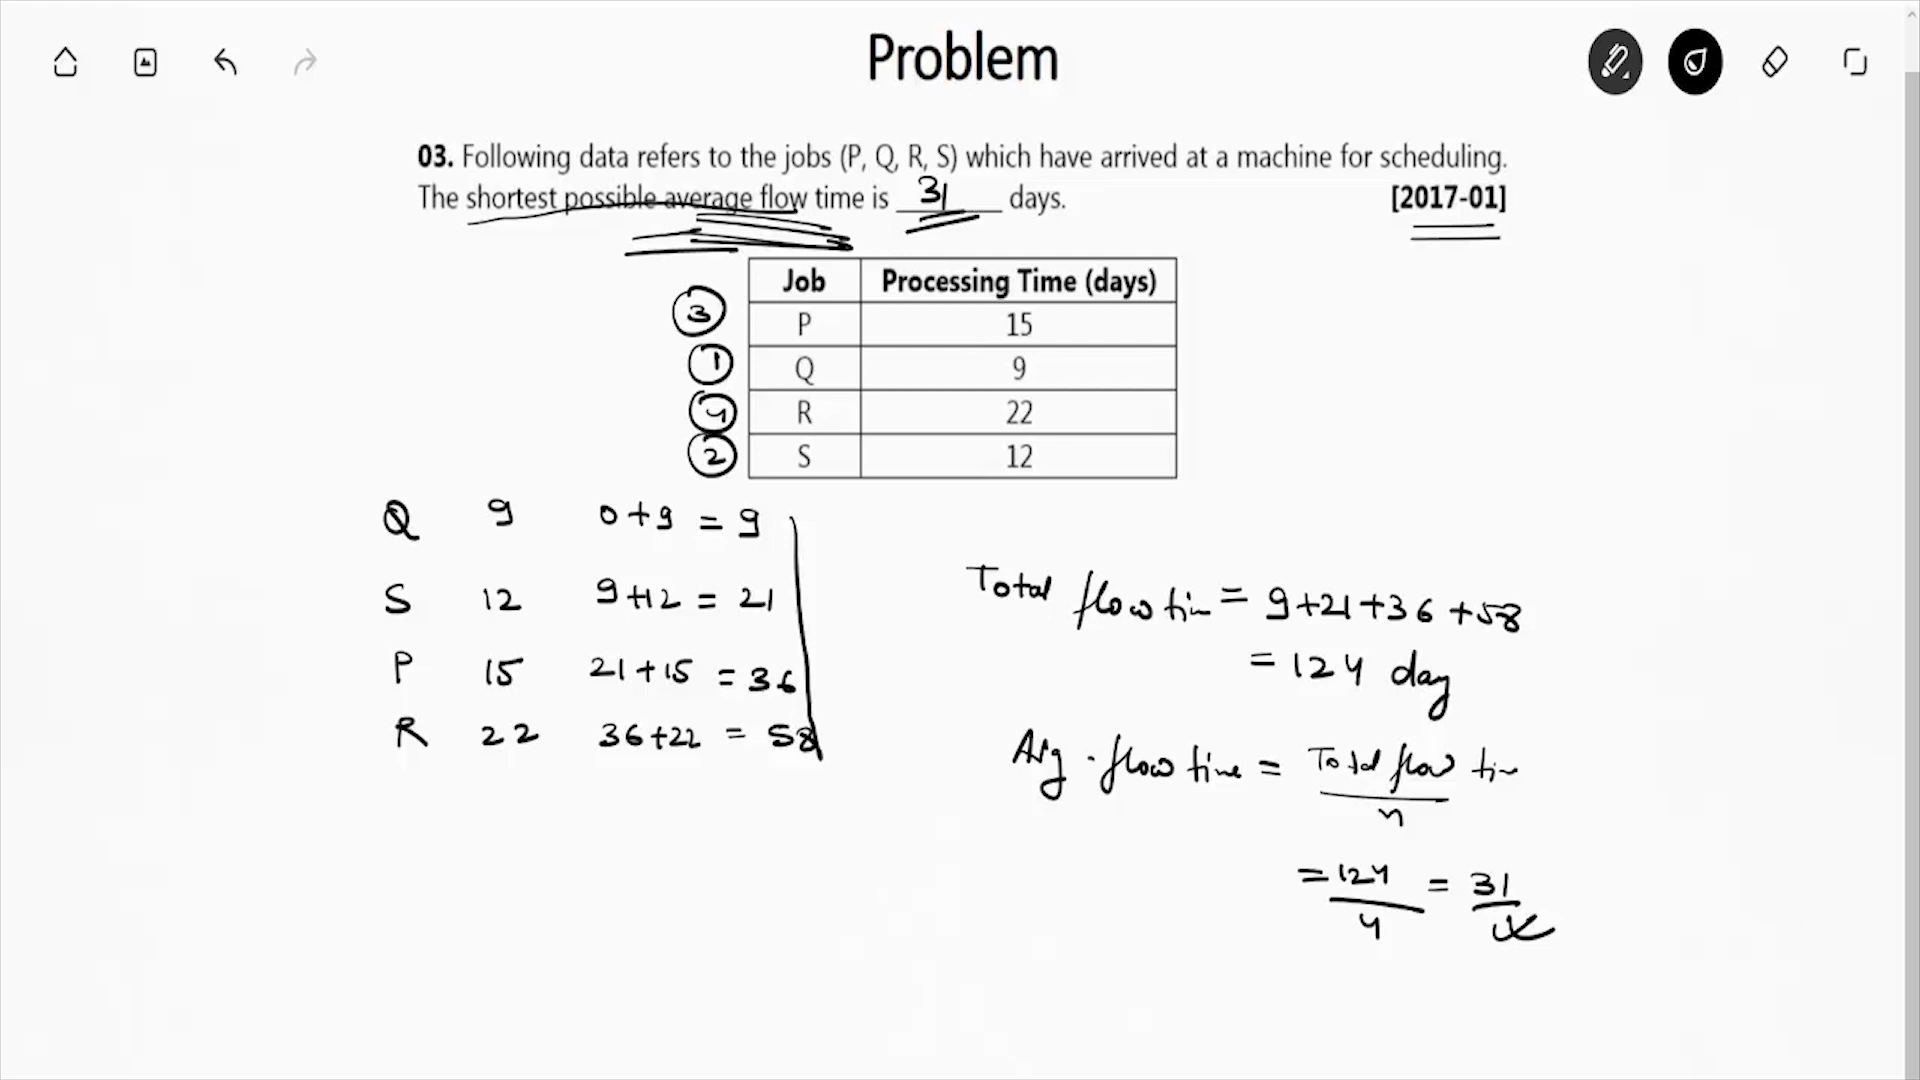 Problem
03. Following data refers to the jobs (P, Q, R, S) which have arrived at a machine for scheduling.
The shortest possible average flow time is 31 days. [2017-01]
Job Processing Time (days)
3 P 15
1 Q 9
4 R 22
2 S 12
Q 9 0+9 = 9
S 12 9+12 = 21
P 15 21+15 = 36
R 22 36+22 = 58
Total flow tim = 9+21+36+58
= 124 day
Avg. flow time = Total flow tim
n
= 124 = 31
4